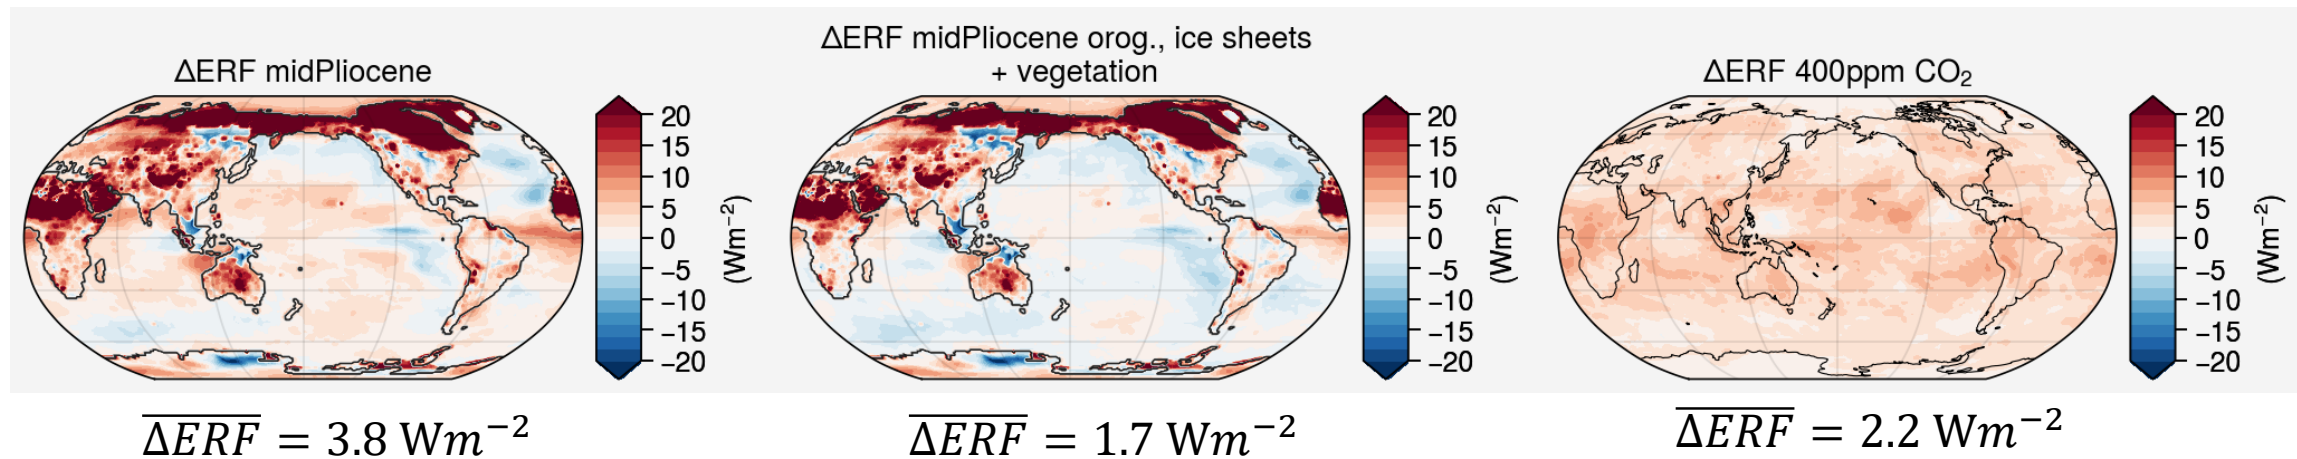 ΔERF midPliocene
20
15
10
5
0
−5
−10
−15
−20
(Wm⁻²)
ΔERF midPliocene orog., ice sheets
+ vegetation
20
15
10
5
0
−5
−10
−15
−20
(Wm⁻²)
ΔERF 400ppm CO₂
20
15
10
5
0
−5
−10
−15
−20
(Wm⁻²)
ΔERF = 3.8 Wm⁻²
ΔERF = 1.7 Wm⁻²
ΔERF = 2.2 Wm⁻²